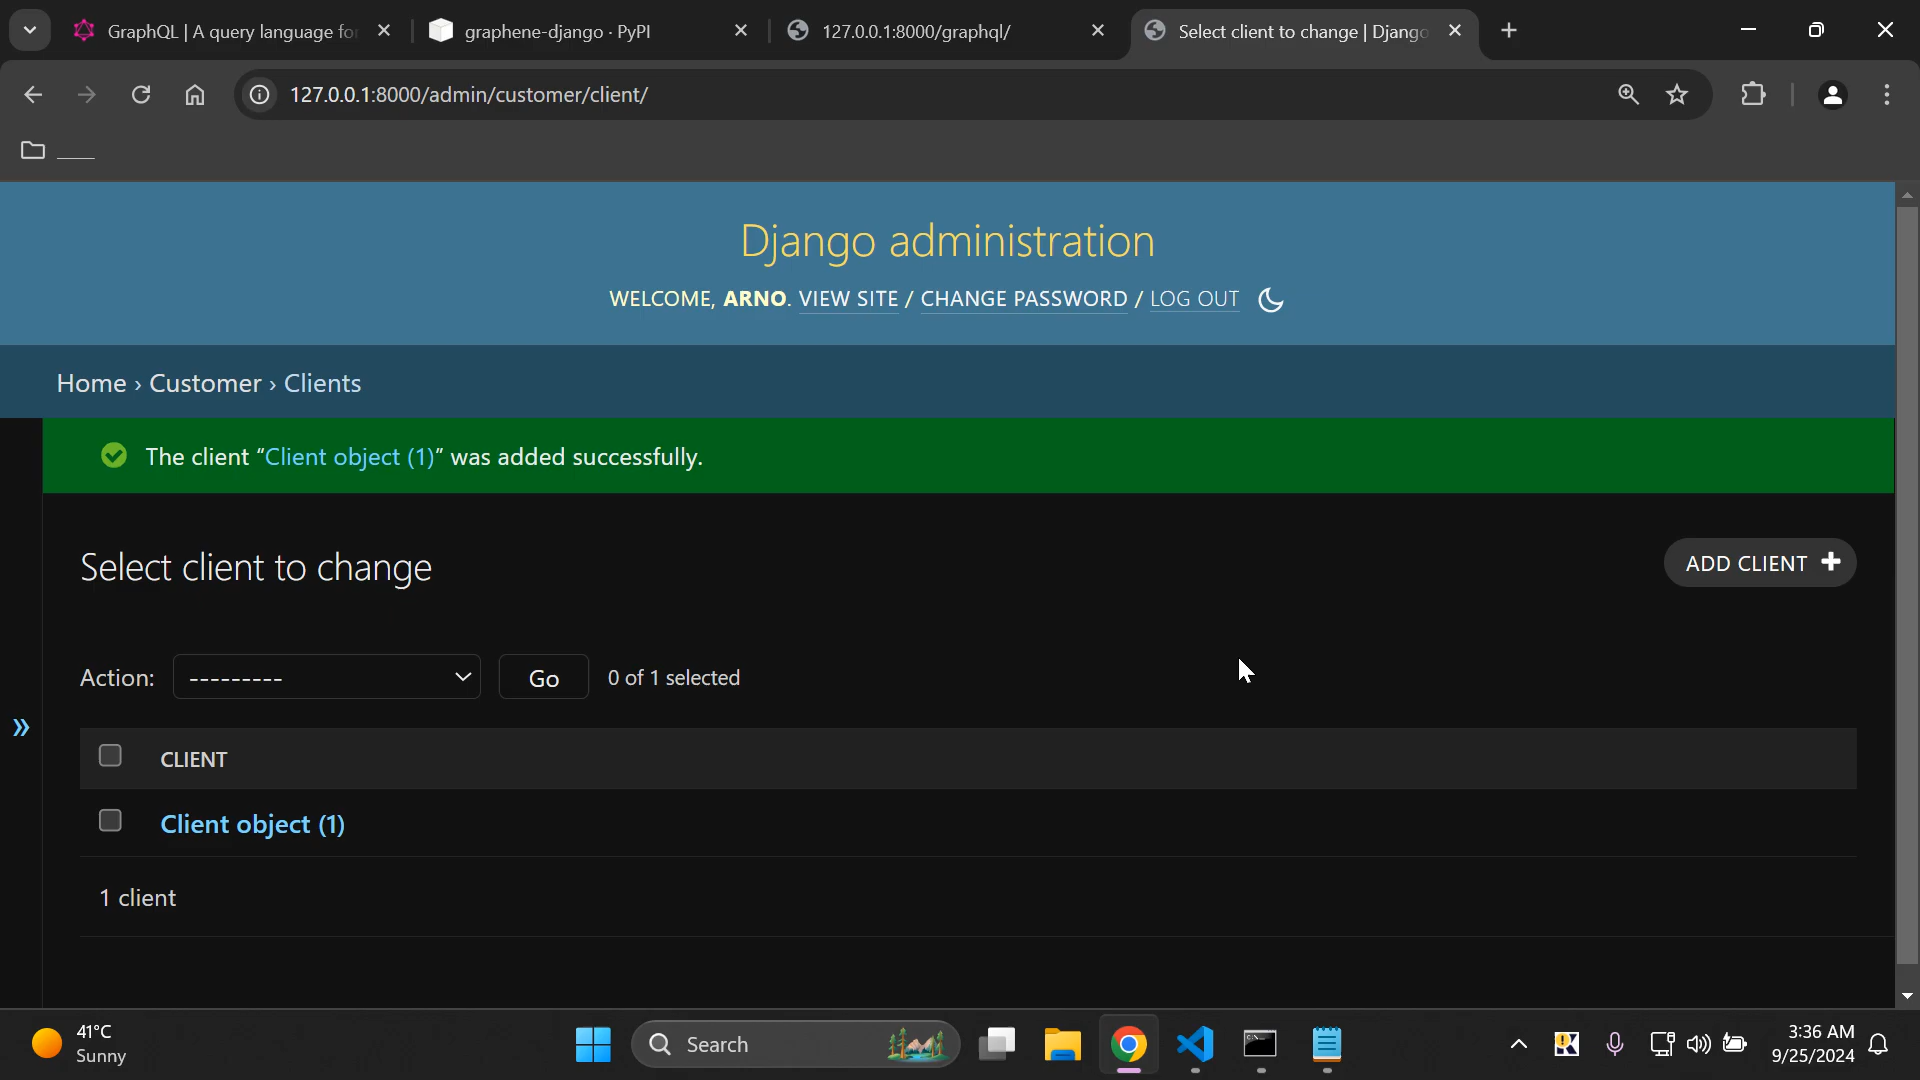 GraphQL | A query language for
graphene-django · PyPI
127.0.0.1:8000/graphql/
Select client to change | Django
127.0.0.1:8000/admin/customer/client/
Django administration
WELCOME, ARNO. VIEW SITE / CHANGE PASSWORD / LOG OUT
Home › Customer › Clients
The client “Client object (1)” was added successfully.
Select client to change
ADD CLIENT +
Action: --------- Go 0 of 1 selected
»
CLIENT
Client object (1)
1 client
41°C
Sunny
Search
3:36 AM
9/25/2024